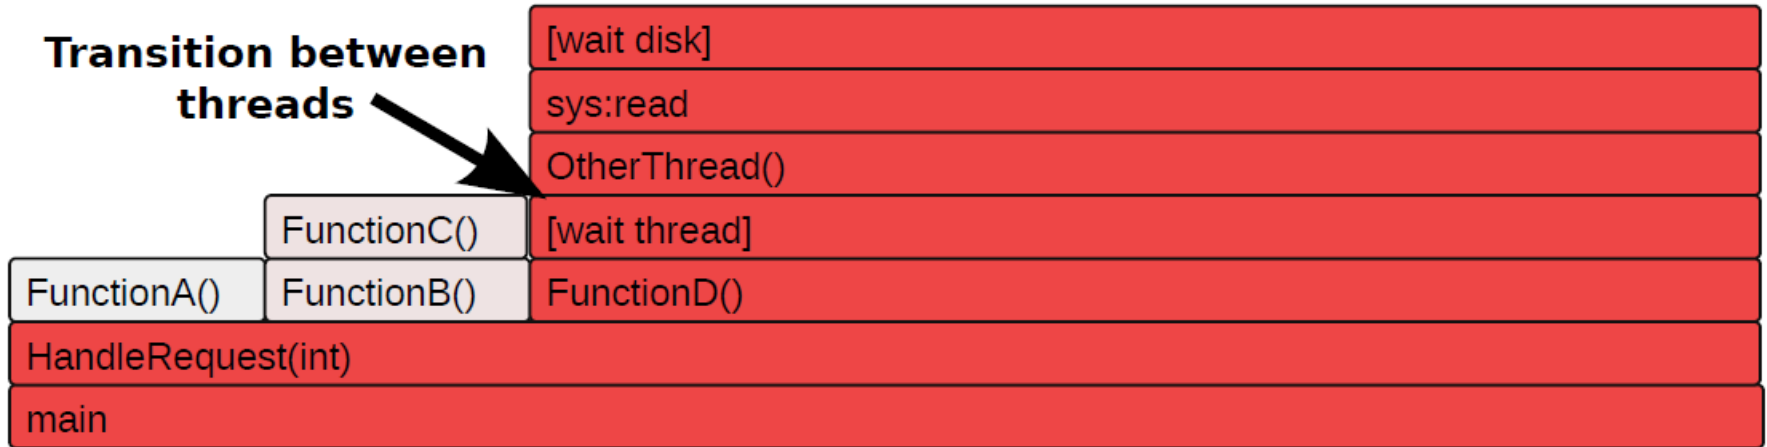 Transition between
threads
[wait disk]
sys:read
OtherThread()
FunctionC()
[wait thread]
FunctionA()
FunctionB()
FunctionD()
HandleRequest(int)
main